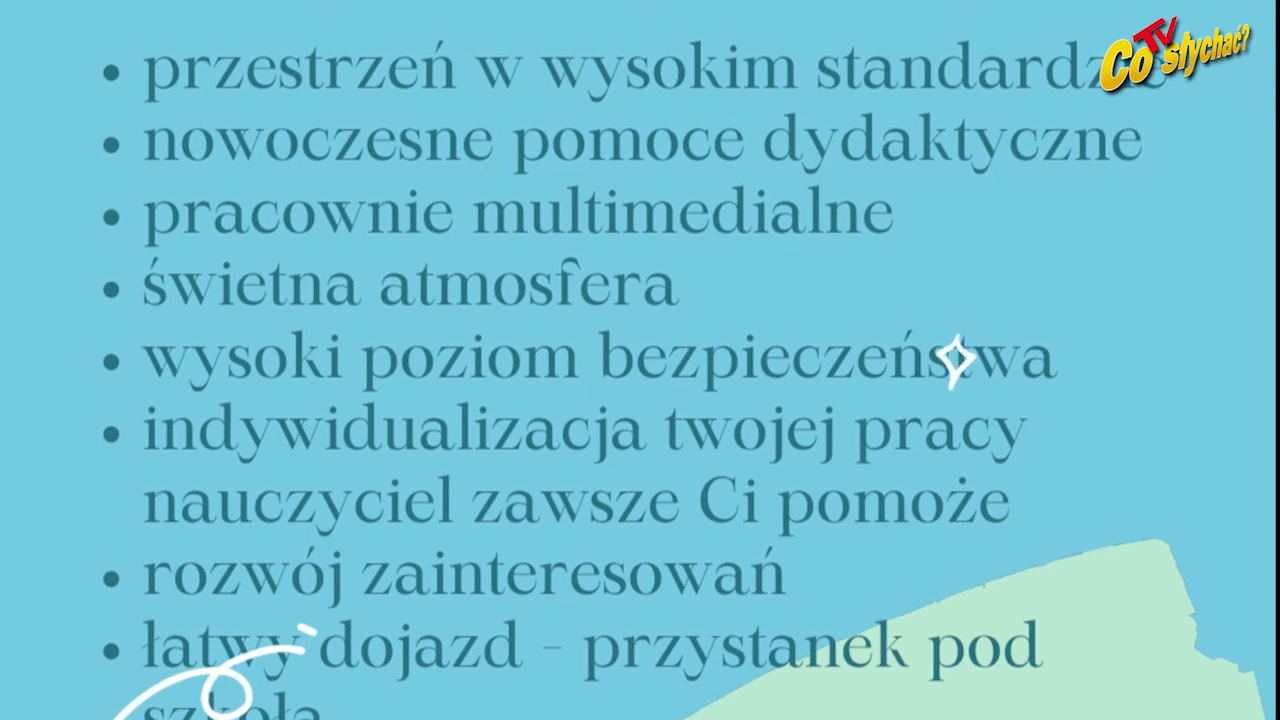 • przestrzeń w wysokim standardzie
• nowoczesne pomoce dydaktyczne
• pracownie multimedialne
• świetna atmosfera
• wysoki poziom bezpieczeństwa
• indywidualizacja twojej pracy
nauczyciel zawsze Ci pomoże
• rozwój zainteresowań
• łatwy dojazd - przystanek pod
szkołą
Co TV słychać?